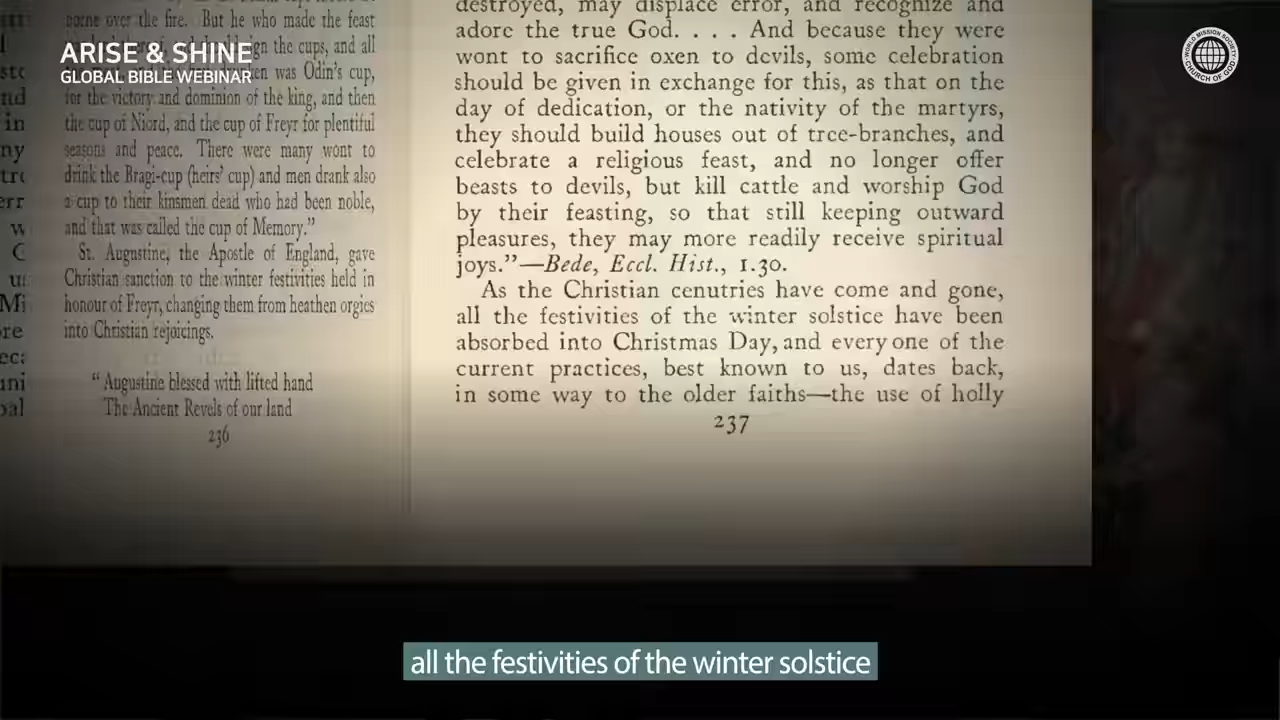 ARISE & SHINE
GLOBAL BIBLE WEBINAR
WORLD MISSION SOCIETY
CHURCH OF GOD
borne over the fire. But he who made the feast
sign the cups, and all
was Odin's cup,
for the victory and dominion of the king, and then
the cup of Niord, and the cup of Freyr for plentiful
seasons and peace. There were many wont to
drink the Bragi-cup (heirs' cup) and men drank also
a cup to their kinsmen dead who had been noble,
and that was called the cup of Memory."
St. Augustine, the Apostle of England, gave
Christian sanction to the winter festivities held in
honour of Freyr, changing them from heathen orgies
into Christian rejoicings.
"Augustine blessed with lifted hand
The Ancient Revels of our land
236
destroyed, may displace error, and recognize and
adore the true God. . . . And because they were
wont to sacrifice oxen to devils, some celebration
should be given in exchange for this, as that on the
day of dedication, or the nativity of the martyrs,
they should build houses out of tree-branches, and
celebrate a religious feast, and no longer offer
beasts to devils, but kill cattle and worship God
by their feasting, so that still keeping outward
pleasures, they may more readily receive spiritual
joys."—Bede, Eccl. Hist., 1.30.
As the Christian cenutries have come and gone,
all the festivities of the winter solstice have been
absorbed into Christmas Day, and everyone of the
current practices, best known to us, dates back,
in some way to the older faiths—the use of holly
237
all the festivities of the winter solstice